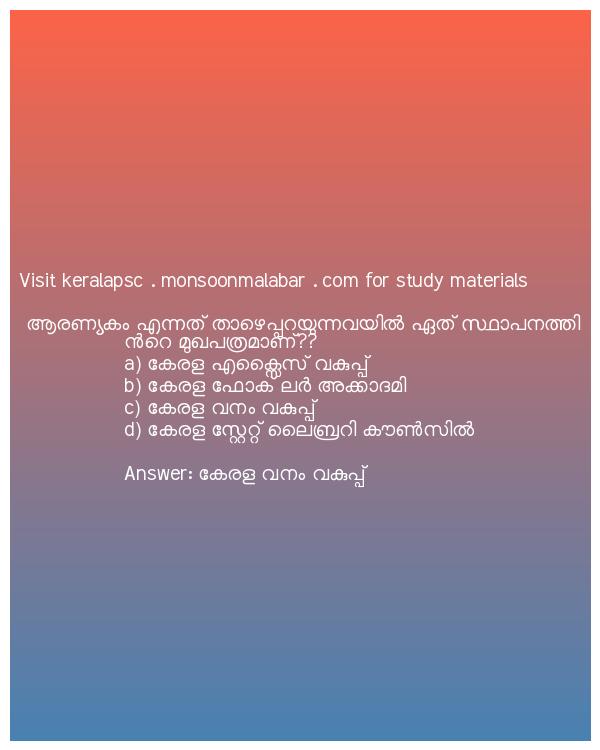 Visit keralapsc . monsoonmalabar . com for study materials
ആരണ്യകം എന്നത് താഴെപ്പറയുന്നവയിൽ ഏത് സ്ഥാപനത്തി
ൻറെ മുഖപത്രമാണ്??
a) കേരള എക്സൈസ് വകുപ്പ്
b) കേരള ഫോക് ലർ അക്കാദമി
c) കേരള വനം വകുപ്പ്
d) കേരള സ്റ്റേറ്റ് ലൈബ്രറി കൗൺസിൽ
Answer: കേരള വനം വകുപ്പ്